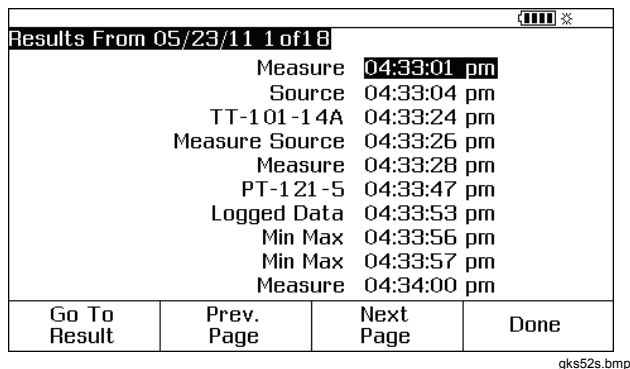 Results From 05/23/11 1of18
Measure 04:33:01 pm
Source 04:33:04 pm
TT-101-14A 04:33:24 pm
Measure Source 04:33:26 pm
Measure 04:33:28 pm
PT-121-5 04:33:47 pm
Logged Data 04:33:53 pm
Min Max 04:33:56 pm
Min Max 04:33:57 pm
Measure 04:34:00 pm
Go To Result
Prev. Page
Next Page
Done
gks52s.bmp